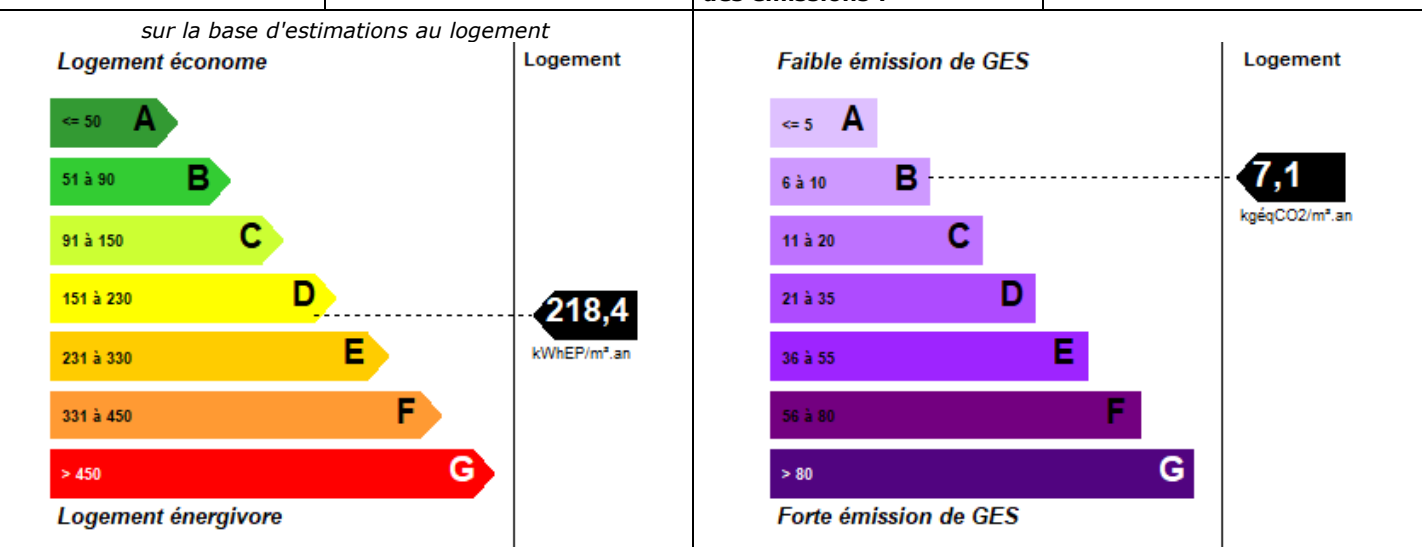 des émissions :
sur la base d'estimations au logement
Logement économe
Logement
<= 50 A
51 à 90 B
91 à 150 C
151 à 230 D
231 à 330 E
331 à 450 F
> 450 G
218,4
kWhEP/m².an
Logement énergivore
Faible émission de GES
Logement
<= 5 A
6 à 10 B
11 à 20 C
21 à 35 D
36 à 55 E
56 à 80 F
> 80 G
7,1
kgéqCO2/m².an
Forte émission de GES